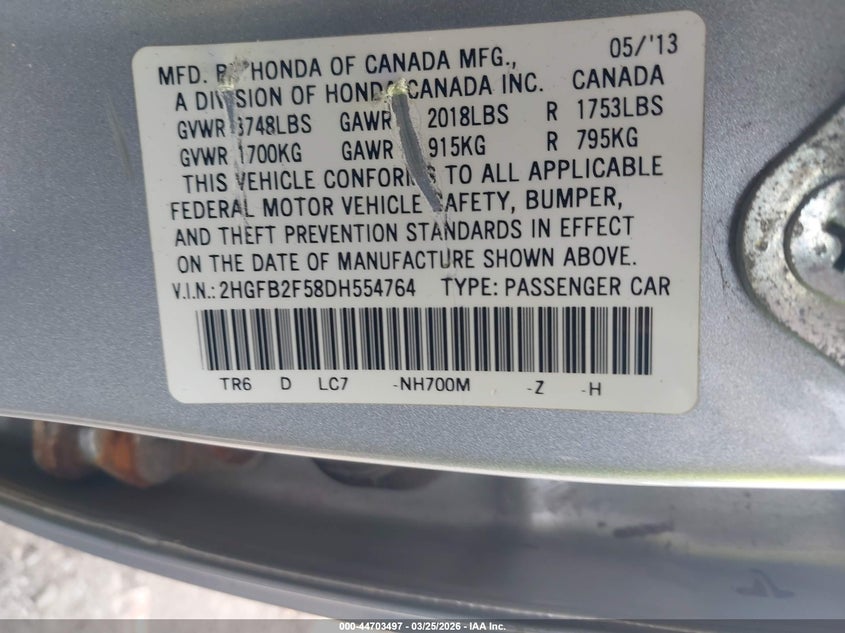 05/'13
MFD. BY HONDA OF CANADA MFG.,
A DIVISION OF HONDA CANADA INC. CANADA
GVWR 3748LBS GAWR 2018LBS R 1753LBS
GVWR 1700KG GAWR 915KG R 795KG
THIS VEHICLE CONFORMS TO ALL APPLICABLE
FEDERAL MOTOR VEHICLE SAFETY, BUMPER,
AND THEFT PREVENTION STANDARDS IN EFFECT
ON THE DATE OF MANUFACTURE SHOWN ABOVE.
V.I.N.: 2HGFB2F58DH554764 TYPE: PASSENGER CAR
TR6 D LC7 -NH700M -Z -H
000-44703497 - 03/25/2026 - IAA Inc.